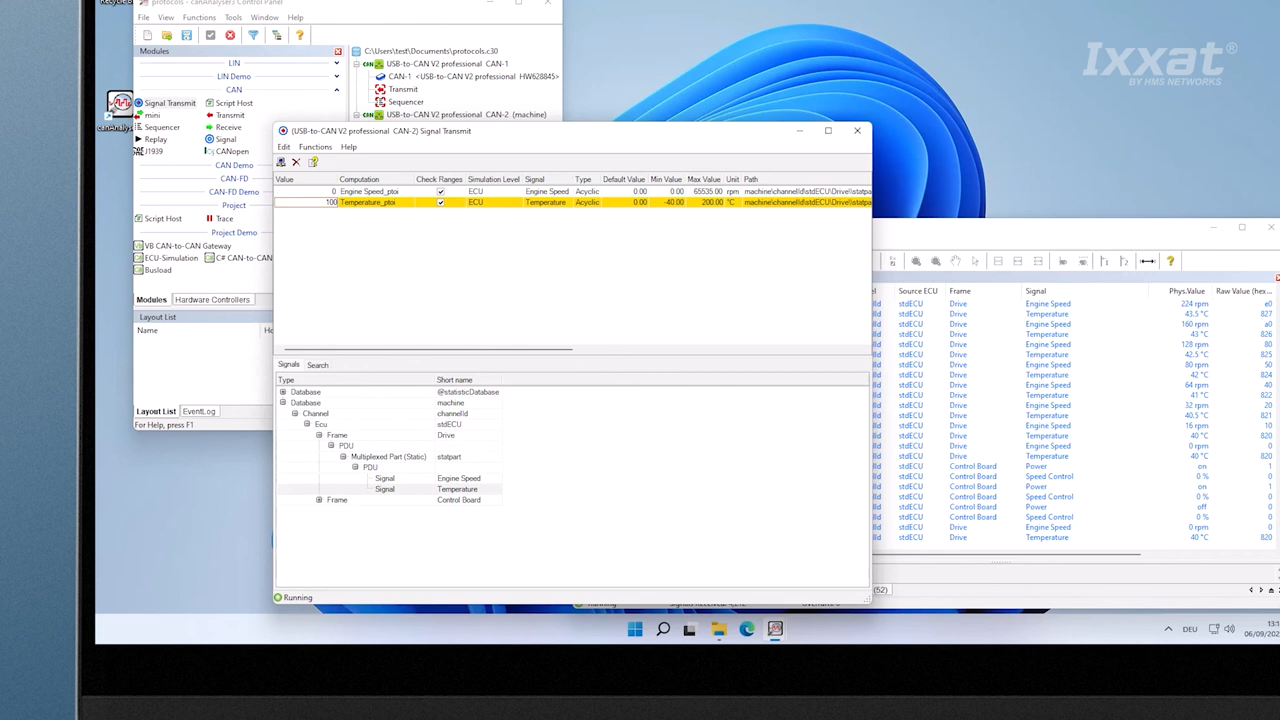 protocols - canAnalyser3 Control Panel
File View Functions Tools Window Help
Modules
LIN
LIN Demo
CAN
Signal Transmit Script Host
mini Transmit
Sequencer Receive
Replay Signal
J1939 CANopen
CAN Demo
CAN-FD
CAN-FD Demo
Project
Script Host Trace
Project Demo
VB CAN-to-CAN Gateway
ECU-Simulation C# CAN-to-CAN
Busload
Modules Hardware Controllers
Layout List
Name
Layout List EventLog
For Help, press F1
C:\Users\test\Documents\protocols.c30
CAN USB-to-CAN V2 professional CAN-1
CAN-1 <USB-to-CAN V2 professional HW628845>
Transmit
Sequencer
CAN USB-to-CAN V2 professional CAN-2 (machine)
Ixxat®
BY HMS NETWORKS
(USB-to-CAN V2 professional CAN-2) Signal Transmit
Edit Functions Help
Value Computation Check Ranges Simulation Level Signal Type Default Value Min Value Max Value Unit Path
0 Engine Speed_ptoi ECU Engine Speed Acyclic 0.00 0.00 65535.00 rpm machine\channelId\stdECU\Drive\\statpa
100 Temperature_ptoi ECU Temperature Acyclic 0.00 -40.00 200.00 °C machine\channelId\stdECU\Drive\\statpa
Signals Search
Type Short name
Database @statisticDatabase
Database machine
Channel channelId
Ecu stdECU
Frame Drive
PDU
Multiplexed Part (Static) statpart
PDU
Signal Engine Speed
Signal Temperature
Frame Control Board
Running
Source ECU Frame Signal Phys.Value Raw Value (hex...
stdECU Drive Engine Speed 224 rpm e0
stdECU Drive Temperature 43.5 °C 827
stdECU Drive Engine Speed 160 rpm a0
stdECU Drive Temperature 43 °C 826
stdECU Drive Engine Speed 128 rpm 80
stdECU Drive Temperature 42.5 °C 825
stdECU Drive Engine Speed 80 rpm 50
stdECU Drive Temperature 42 °C 824
stdECU Drive Engine Speed 64 rpm 40
stdECU Drive Temperature 41 °C 822
stdECU Drive Engine Speed 32 rpm 20
stdECU Drive Temperature 40.5 °C 821
stdECU Drive Engine Speed 16 rpm 10
stdECU Drive Temperature 40 °C 820
stdECU Drive Engine Speed 0 rpm 0
stdECU Drive Temperature 40 °C 820
stdECU Control Board Power on 1
stdECU Control Board Speed Control 0 % 0
stdECU Control Board Power on 1
stdECU Control Board Speed Control 0 % 0
stdECU Control Board Power off 0
stdECU Control Board Speed Control 0 % 0
stdECU Drive Engine Speed 0 rpm 0
stdECU Drive Temperature 40 °C 820
(52)
DEU
13:1
06/09/202